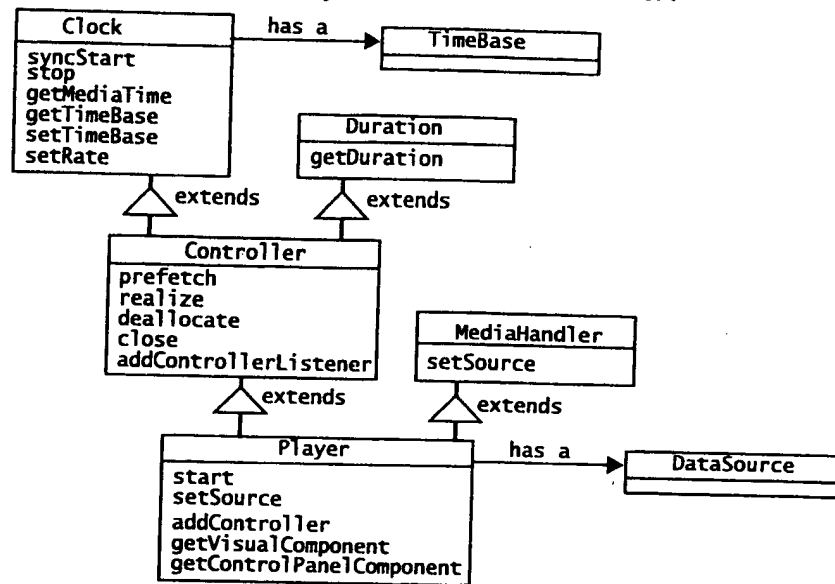 Clock
has a
TimeBase
syncStart
stop
getMediaTime
getTimeBase
setTimeBase
setRate
Duration
getDuration
extends
extends
Controller
prefetch
realize
deallocate
close
addControllerListener
MediaHandler
setSource
extends
extends
Player
has a
DataSource
start
setSource
addController
getVisualComponent
getControlPanelComponent